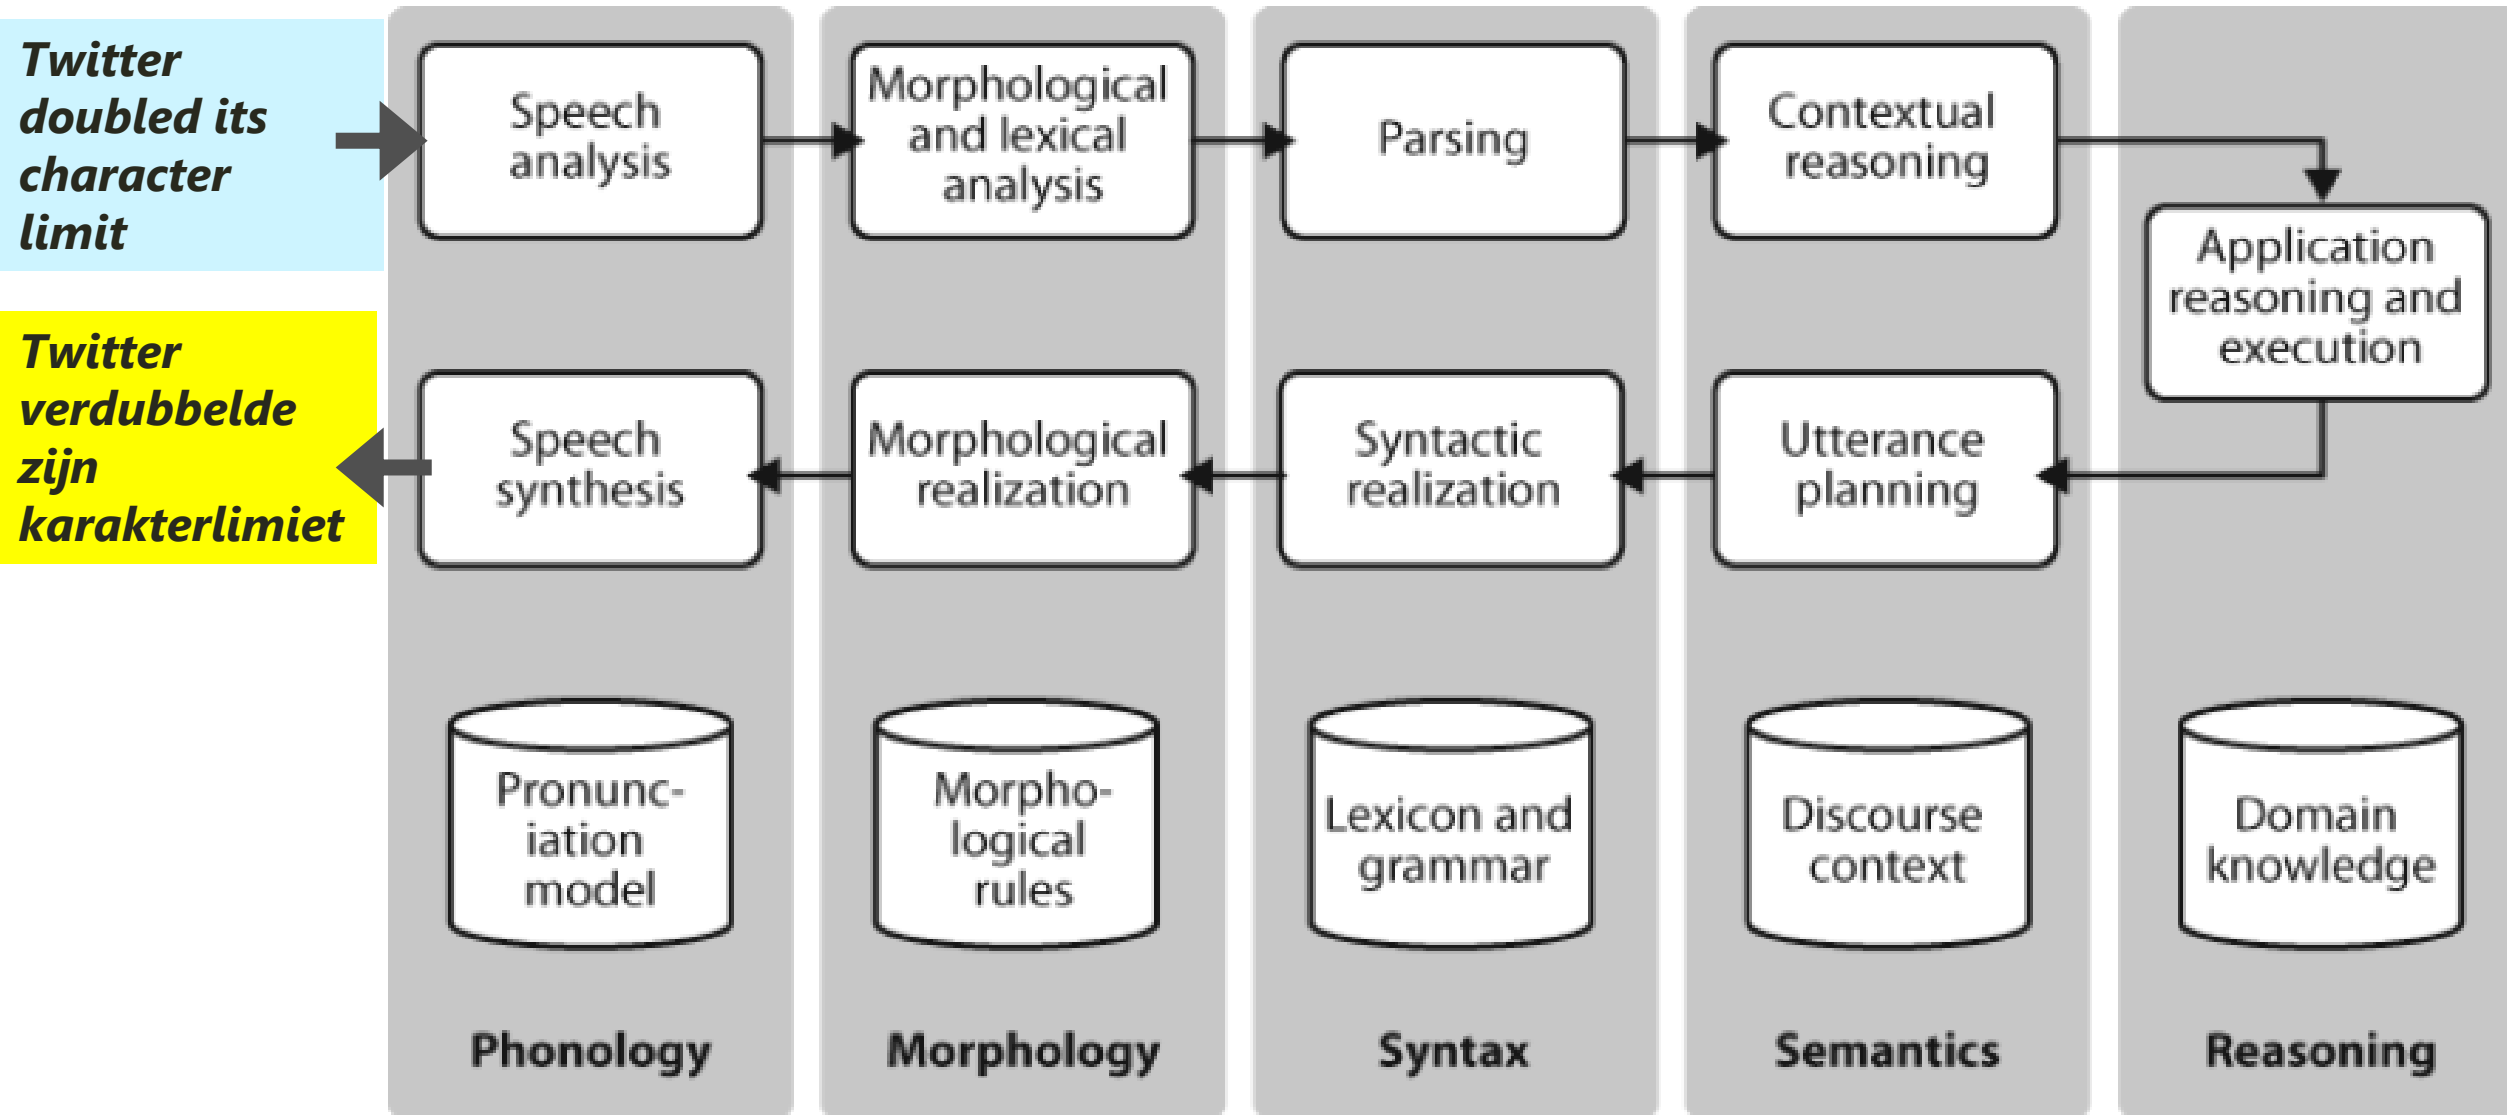 Twitter
doubled its
character
limit
Speech
analysis
Morphological
and lexical
analysis
Parsing
Contextual
reasoning
Application
reasoning and
execution
Twitter
verdubbelde
zijn
karakterlimiet
Speech
synthesis
Morphological
realization
Syntactic
realization
Utterance
planning
Pronunc-
iation
model
Morpho-
logical
rules
Lexicon and
grammar
Discourse
context
Domain
knowledge
Phonology
Morphology
Syntax
Semantics
Reasoning